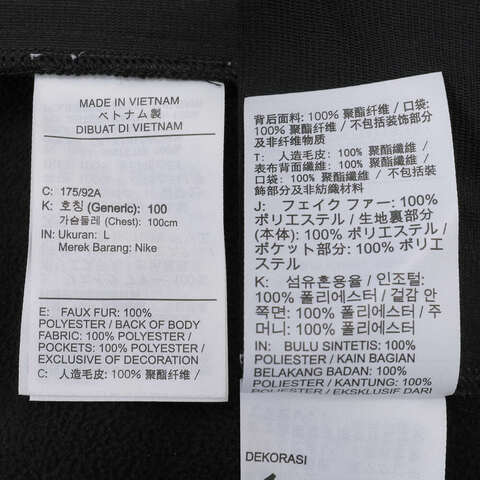 MADE IN VIETNAM
ベトナム製
DIBUAT DI VIETNAM
C: 175/92A
K: 호칭 (Generic): 100
가슴둘레 (Chest): 100cm
IN: Ukuran: L
Merek Barang: Nike
E: FAUX FUR: 100%
POLYESTER / BACK OF BODY
FABRIC: 100% POLYESTER /
POCKETS: 100% POLYESTER /
EXCLUSIVE OF DECORATION
C: 人造毛皮: 100% 聚酯纤维 /
背后面料: 100% 聚酯纤维 / 口袋:
100% 聚酯纤维 / 不包括装饰部分
及非纤维物质
T: 人造毛皮: 100% 聚酯纖維 /
表布背部面料: 100% 聚酯纖維 /
口袋: 100% 聚酯纖維 / 不包括裝
飾部分及非紡織材料
J: フェイク ファー: 100%
ポリエステル / 生地裏部分
(本体): 100% ポリエステル /
ポケット部分: 100% ポリエ
ステル
K: 섬유혼용율 / 인조털:
100% 폴리에스터 / 겉감 안
쪽면: 100% 폴리에스터 / 주
머니: 100% 폴리에스터
IN: BULU SINTETIS: 100%
POLIESTER / KAIN BAGIAN
BELAKANG BADAN: 100%
POLIESTER / KANTUNG: 100%
POLIESTER / EKSKLUSIF DARI
DEKORASI